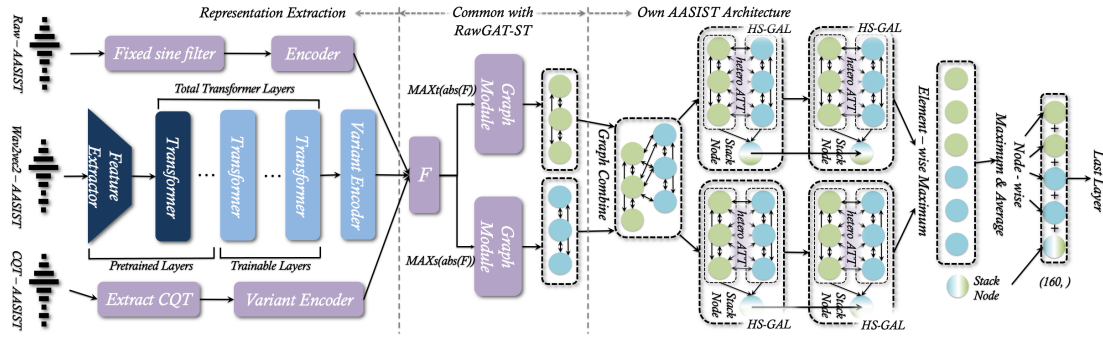 Representation Extraction
Common with
RawGAT-ST
Own AASIST Architecture
Raw – AASIST
Fixed sine filter
Encoder
Total Transformer Layers
Wav2vec2 – AASIST
Feature
Extractor
Transformer
...
Transformer
...
Transformer
Variant Encoder
Pretrained Layers
Trainable Layers
CQT – AASIST
Extract CQT
Variant Encoder
F
MAXt(abs(F))
Graph
Module
MAXs(abs(F))
Graph
Module
Graph Combine
HS-GAL
hetero ATT
Stack
Node
HS-GAL
hetero ATT
Stack
Node
hetero ATT
Stack
Node
HS-GAL
hetero ATT
Stack
Node
HS-GAL
Element – wise Maximum
Maximum & Average
Node - wise
Stack
Node
+
+
+
+
(160, )
Last Layer